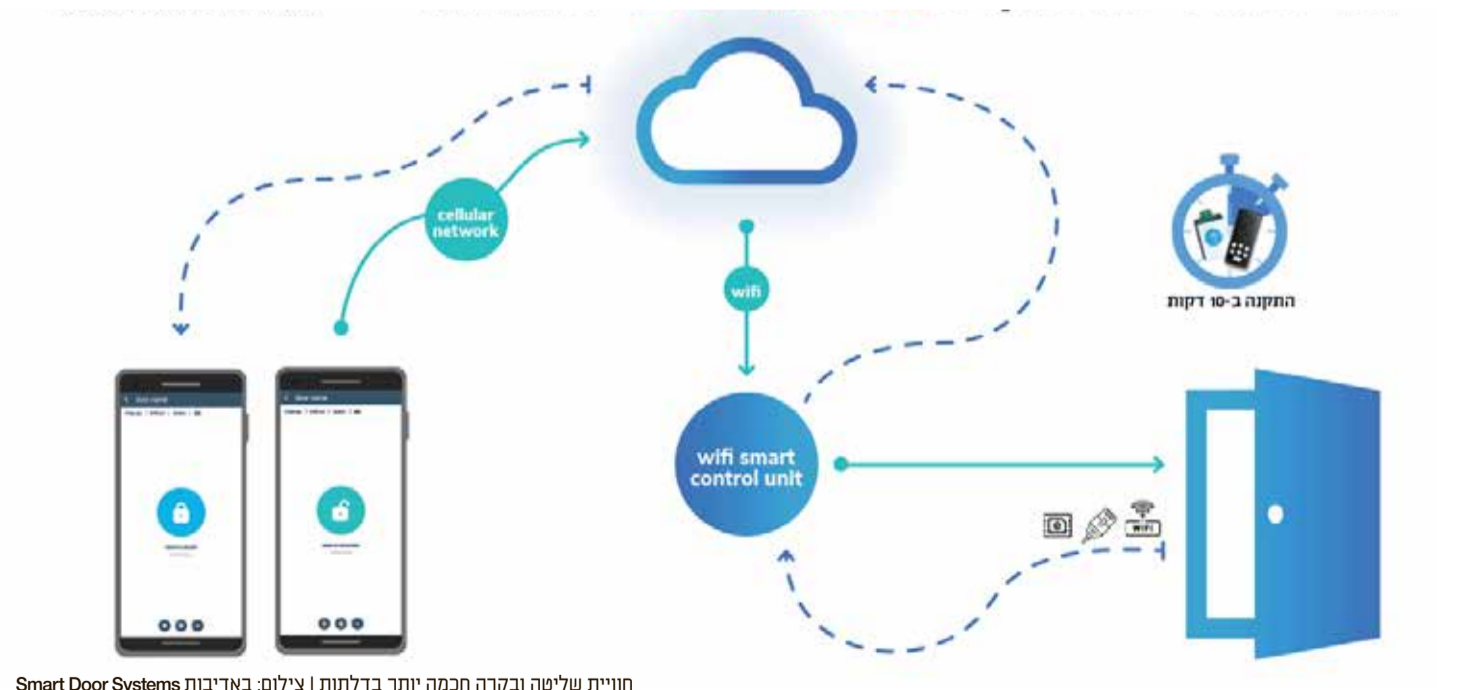 cellular
network
wifi
התקנה ב-10 דקות
wifi smart
control unit
WIFI
חוויית שליטה ובקרה חכמה יותר בדלתות | צילום: באדיבות Smart Door Systems